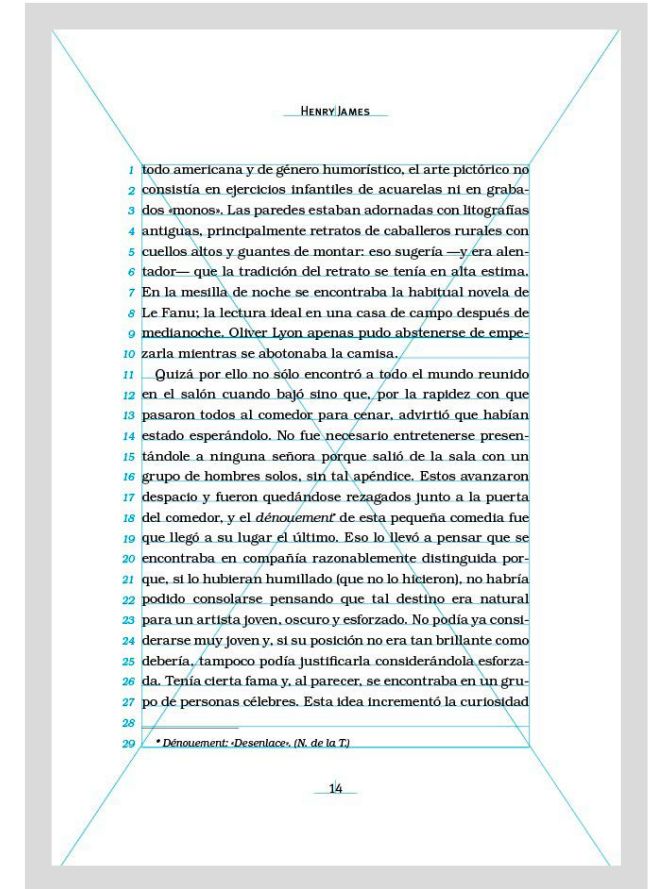 HENRY JAMES
1 todo americana y de género humorístico, el arte pictórico no
2 consistía en ejercicios infantiles de acuarelas ni en graba-
3 dos «monos». Las paredes estaban adornadas con litografías
4 antiguas, principalmente retratos de caballeros rurales con
5 cuellos altos y guantes de montar: eso sugería —y era alen-
6 tador— que la tradición del retrato se tenía en alta estima.
7 En la mesilla de noche se encontraba la habitual novela de
8 Le Fanu; la lectura ideal en una casa de campo después de
9 medianoche. Oliver Lyon apenas pudo abstenerse de empe-
10 zarla mientras se abotonaba la camisa.
11 Quizá por ello no sólo encontró a todo el mundo reunido
12 en el salón cuando bajó sino que, por la rapidez con que
13 pasaron todos al comedor para cenar, advirtió que habían
14 estado esperándolo. No fue necesario entretenerse presen-
15 tándole a ninguna señora porque salió de la sala con un
16 grupo de hombres solos, sin tal apéndice. Estos avanzaron
17 despacio y fueron quedándose rezagados junto a la puerta
18 del comedor, y el dénouement* de esta pequeña comedia fue
19 que llegó a su lugar el último. Eso lo llevó a pensar que se
20 encontraba en compañía razonablemente distinguida por-
21 que, si lo hubieran humillado (que no lo hicieron), no habría
22 podido consolarse pensando que tal destino era natural
23 para un artista joven, oscuro y esforzado. No podía ya consi-
24 derarse muy joven y, si su posición no era tan brillante como
25 debería, tampoco podía justificarla considerándola esforza-
26 da. Tenía cierta fama y, al parecer, se encontraba en un gru-
27 po de personas célebres. Esta idea incrementó la curiosidad
28
29 * Dénouement: «Desenlace». (N. de la T.)
14